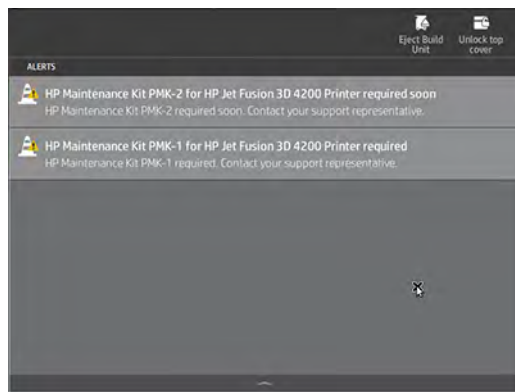 Eject Build
Unit
Unlock top
cover
ALERTS
HP Maintenance Kit PMK-2 for HP Jet Fusion 3D 4200 Printer required soon
HP Maintenance Kit PMK-2 required soon. Contact your support representative.
HP Maintenance Kit PMK-1 for HP Jet Fusion 3D 4200 Printer required
HP Maintenance Kit PMK-1 required. Contact your support representative.